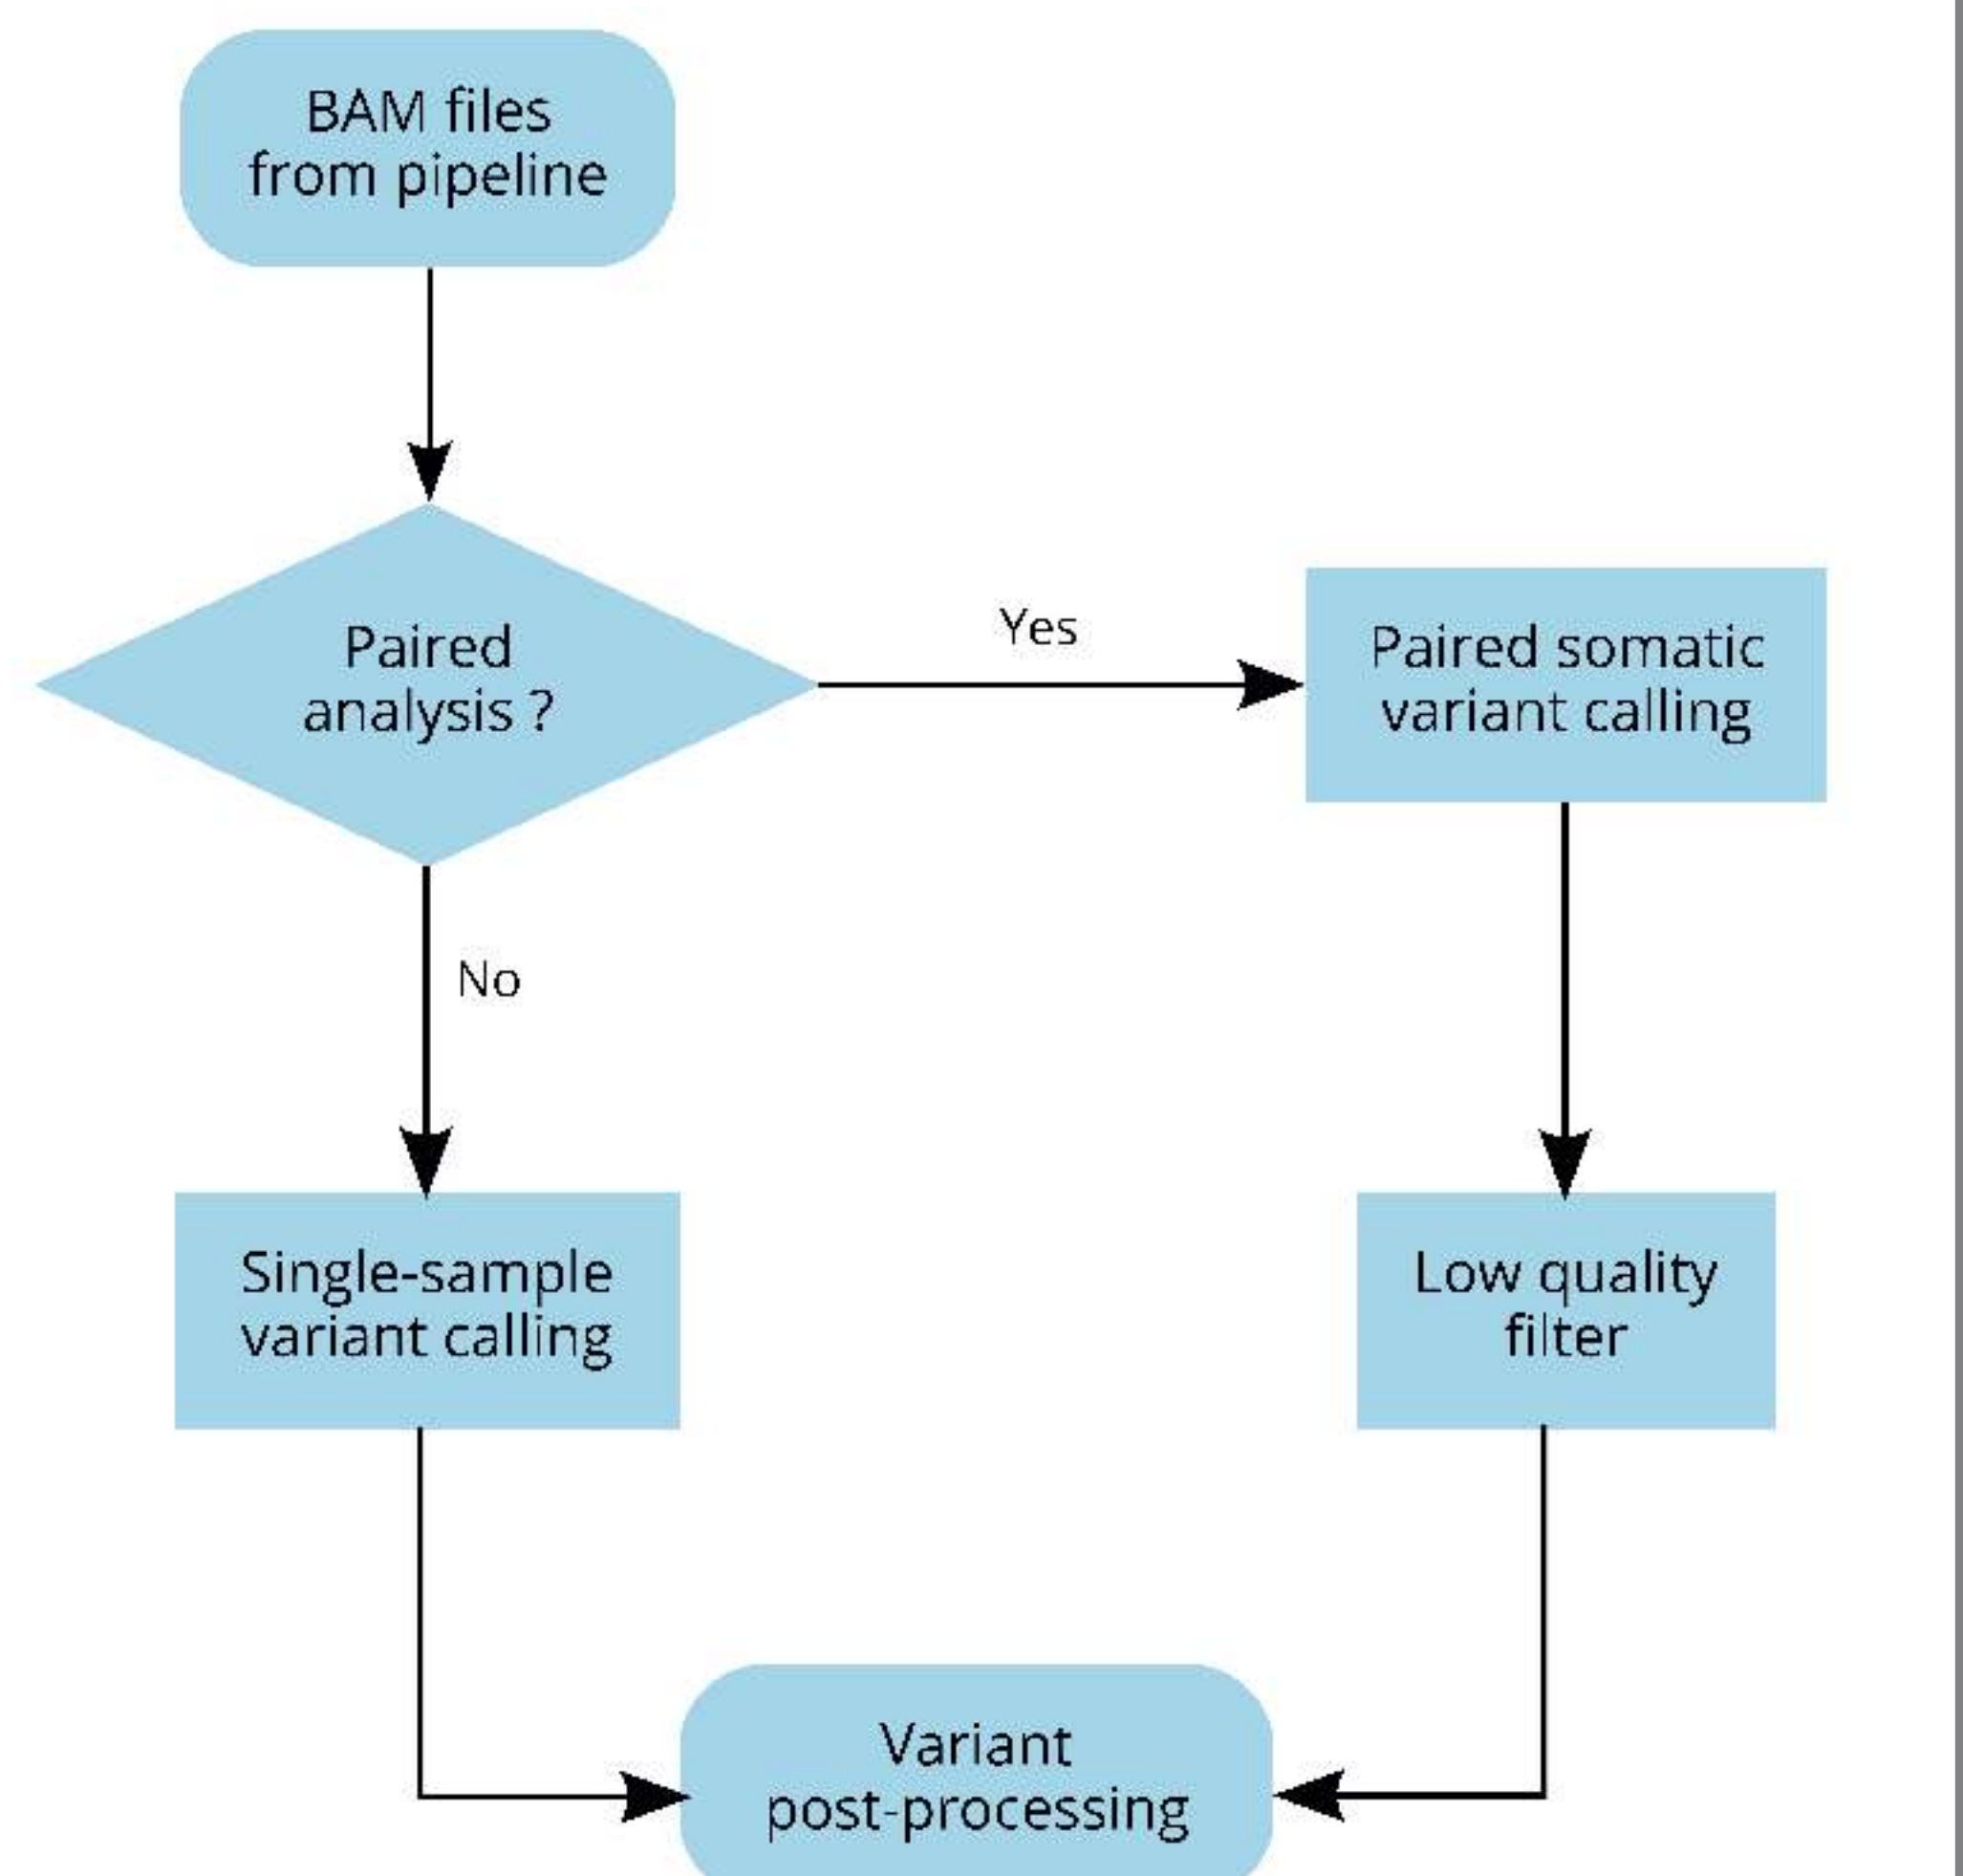 BAM files
from pipeline
Paired
analysis ?
Yes
Paired somatic
variant calling
No
Single-sample
variant calling
Low quality
filter
Variant
post-processing